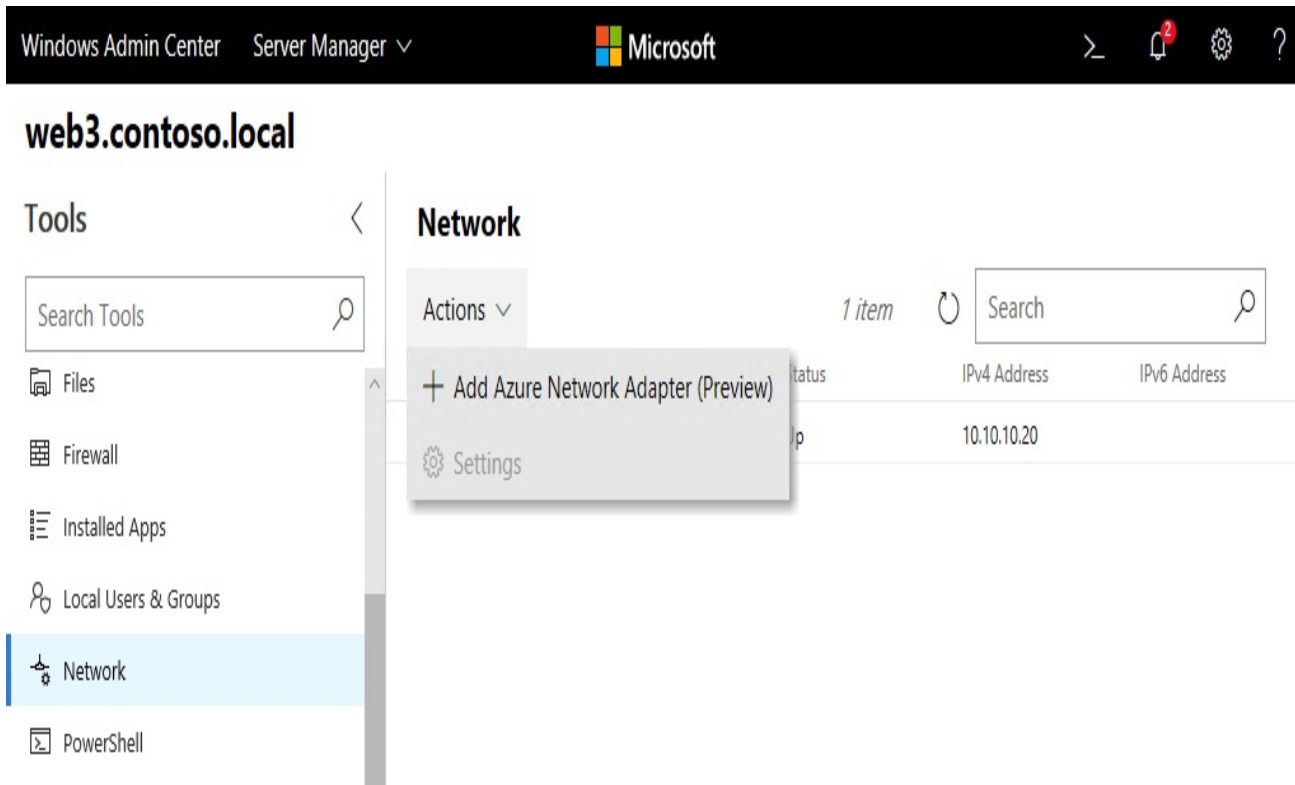 Windows Admin Center Server Manager Microsoft 2 ?
web3.contoso.local
Tools
Network
Search Tools
Actions 1 item Search
Files
+ Add Azure Network Adapter (Preview) tatus IPv4 Address IPv6 Address
Firewall
Up 10.10.10.20
Settings
Installed Apps
Local Users & Groups
Network
PowerShell